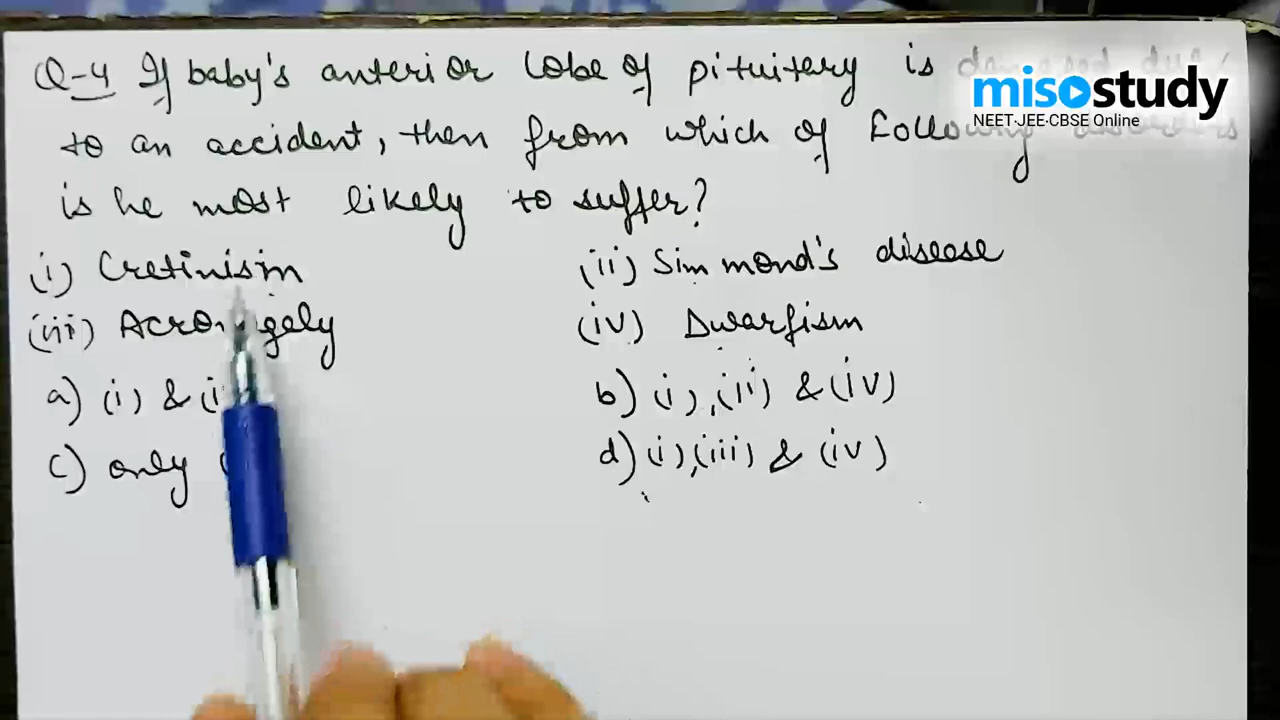 Q-4 If baby's anterior lobe of pituitary is
misostudy
NEET·JEE·CBSE Online
to an accident, then from which of following
is he most likely to suffer?
(i) Cretinism (ii) Simmond's disease
(iii) (iv) Dwarfism
a) (i) & b) (i), (ii) & (iv)
c) only d) (i), (iii) & (iv)